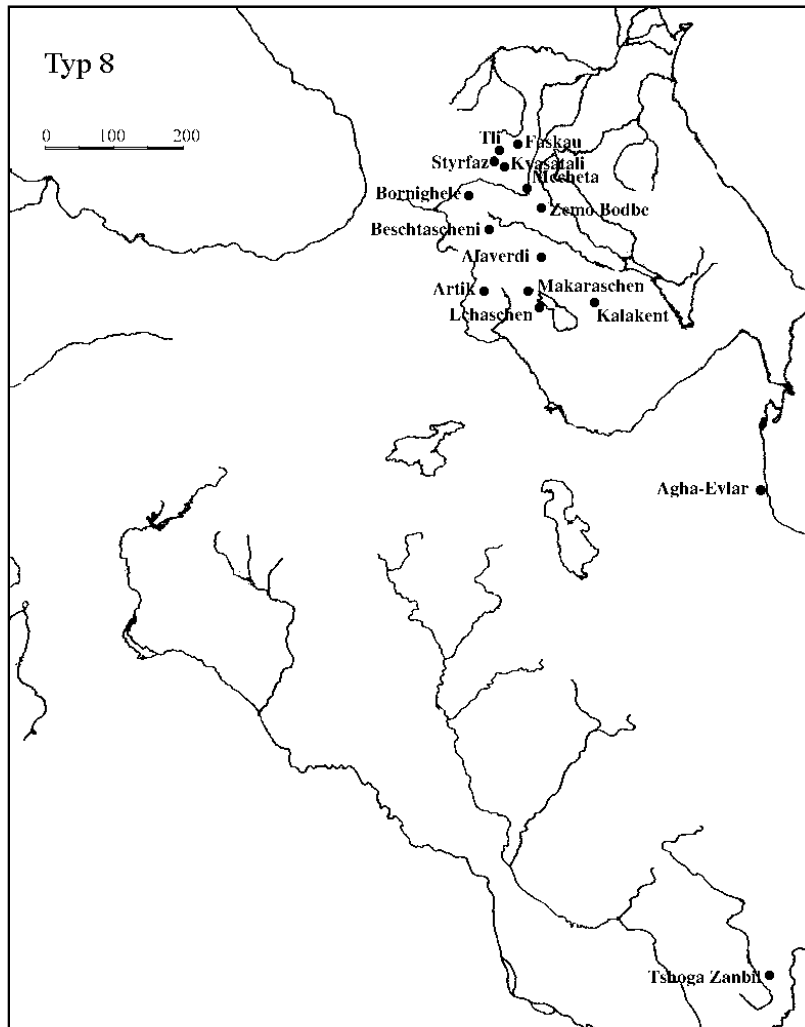 Typ 8
0 100 200
Tli
Faskau
Styrfaz
Kvasatali
Mccheta
Bornighele
Zemo Bodbe
Beschtascheni
Alaverdi
Artik
Makaraschen
Lchaschen
Kalakent
Agha-Evlar
Tshoga Zanbil